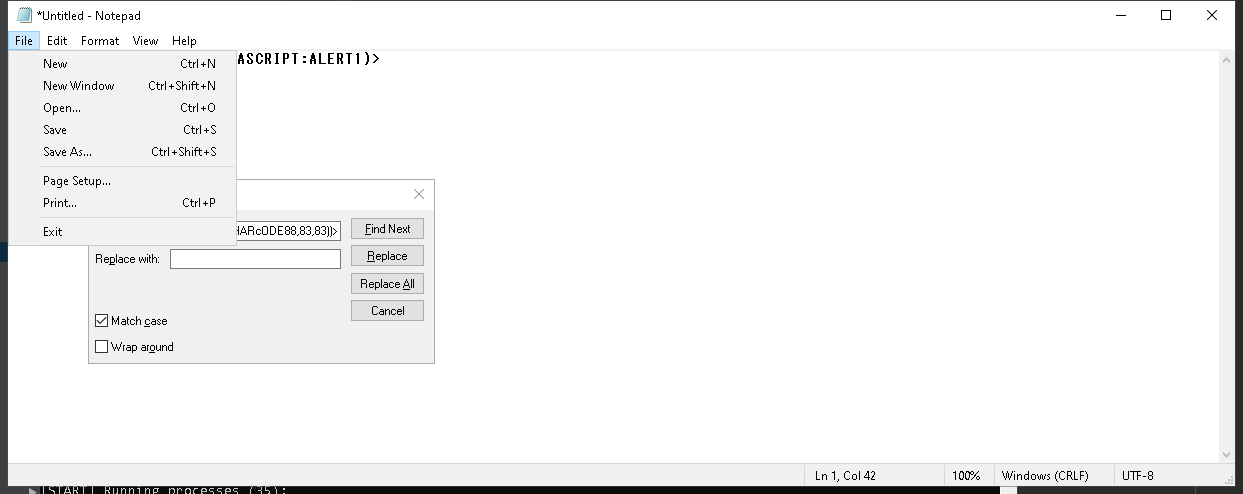 *Untitled - Notepad
File Edit Format View Help
ASCRIPT:ALERT1)>
New Ctrl+N
New Window Ctrl+Shift+N
Open... Ctrl+O
Save Ctrl+S
Save As... Ctrl+Shift+S
Page Setup...
Print... Ctrl+P
Exit
HARcODE88,83,83))> Find Next
Replace with: Replace
Replace All
Cancel
Match case
Wrap around
Ln 1, Col 42 100% Windows (CRLF) UTF-8
[START] Running processes (35):